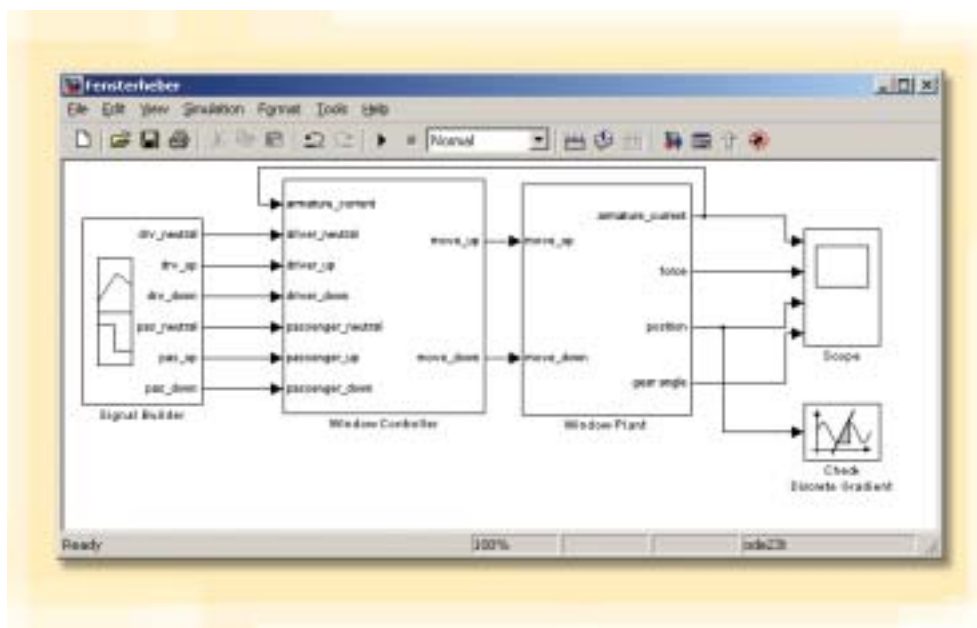 Fensterheber
File Edit View Simulation Format Tools Help
Normal
armature_current
drv_neutral
drv_up
drv_down
pas_neutral
pas_up
pas_down
Signal Builder
driver_neutral
driver_up
driver_down
passenger_neutral
passenger_up
passenger_down
move_up
move_down
Window Controller
move_up
move_down
armature_current
force
position
gear angle
Window Plant
Scope
Check
Discrete Gradient
Ready
100%
ode23t